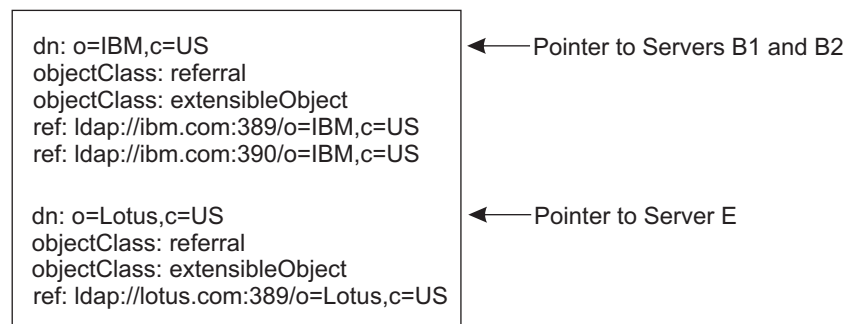 dn: o=IBM,c=US
Pointer to Servers B1 and B2
objectClass: referral
objectClass: extensibleObject
ref: ldap://ibm.com:389/o=IBM,c=US
ref: ldap://ibm.com:390/o=IBM,c=US
dn: o=Lotus,c=US
Pointer to Server E
objectClass: referral
objectClass: extensibleObject
ref: ldap://lotus.com:389/o=Lotus,c=US